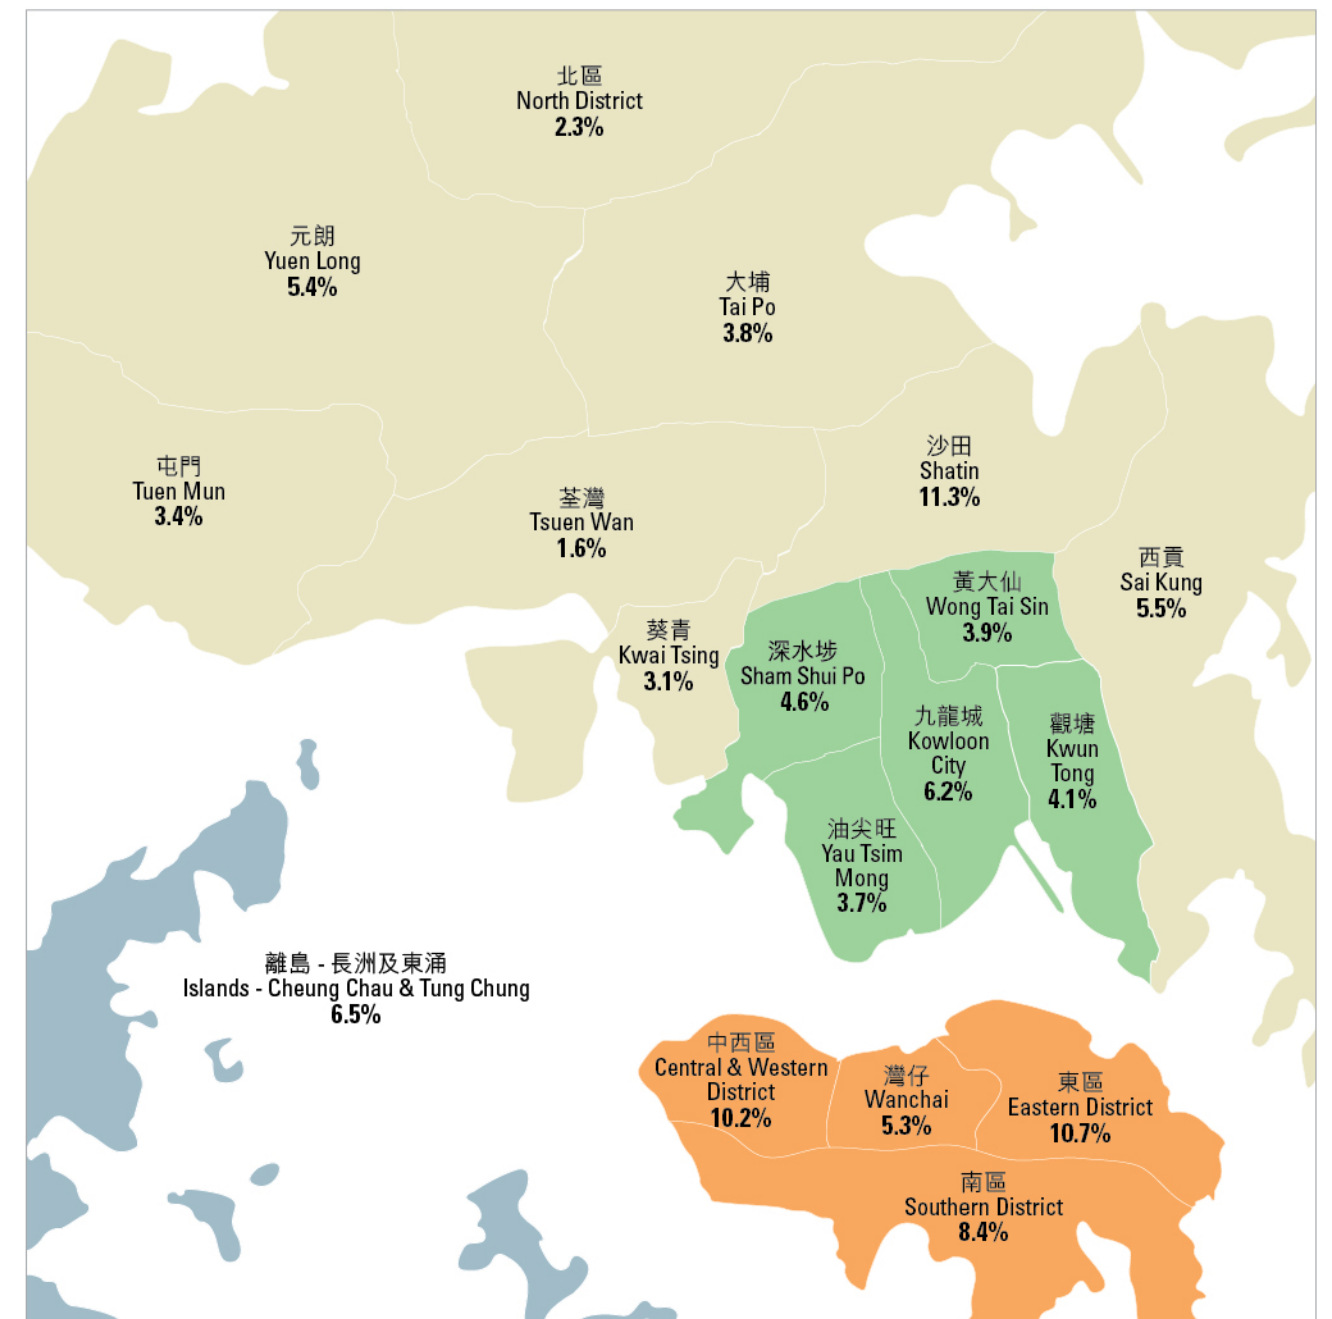 北區
North District
2.3%
元朗
Yuen Long
5.4%
大埔
Tai Po
3.8%
沙田
Shatin
11.3%
屯門
Tuen Mun
3.4%
荃灣
Tsuen Wan
1.6%
西貢
Sai Kung
5.5%
黃大仙
Wong Tai Sin
3.9%
葵青
Kwai Tsing
3.1%
深水埗
Sham Shui Po
4.6%
九龍城
Kowloon
City
6.2%
觀塘
Kwun
Tong
4.1%
油尖旺
Yau Tsim
Mong
3.7%
離島 - 長洲及東涌
Islands - Cheung Chau & Tung Chung
6.5%
中西區
Central & Western
District
10.2%
灣仔
Wanchai
5.3%
東區
Eastern District
10.7%
南區
Southern District
8.4%